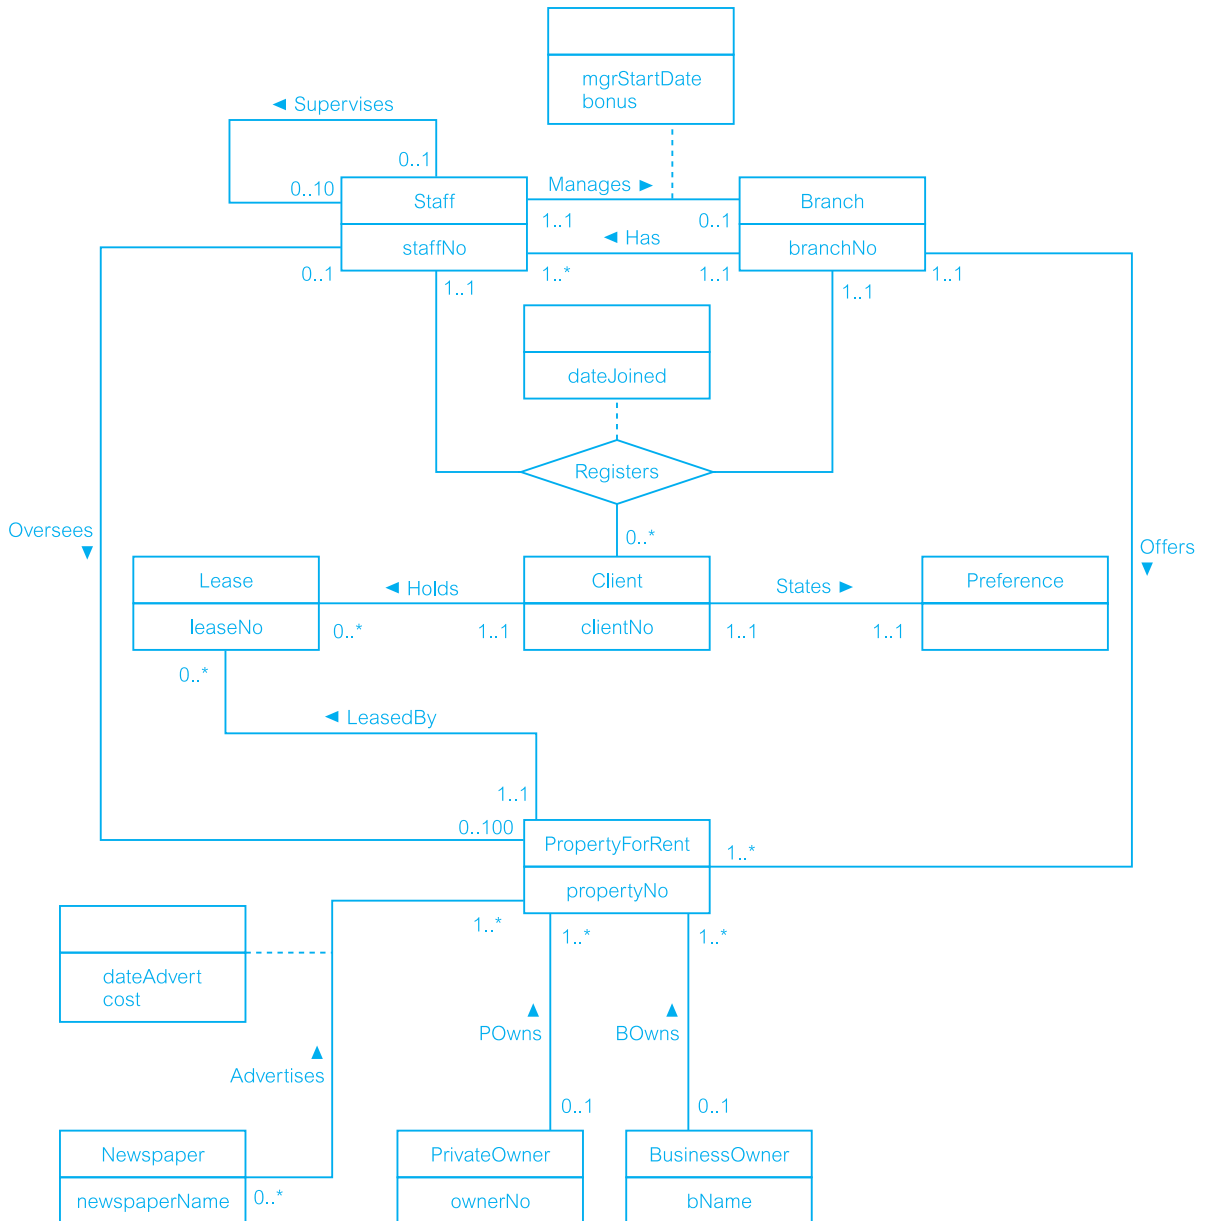 mgrStartDate
bonus
◄ Supervises
0..1
0..10
Staff
staffNo
Manages ►
1..1
0..1
◄ Has
1..*
1..1
Branch
branchNo
0..1
1..1
1..1
1..1
dateJoined
Registers
0..*
Oversees
▼
Offers
▼
Lease
leaseNo
◄ Holds
0..*
1..1
Client
clientNo
States ►
1..1
1..1
Preference
0..*
◄ LeasedBy
1..1
0..100
PropertyForRent
propertyNo
1..*
1..*
1..*
1..*
dateAdvert
cost
▲
POwns
▲
BOwns
▲
Advertises
0..1
0..1
Newspaper
newspaperName
0..*
PrivateOwner
ownerNo
BusinessOwner
bName